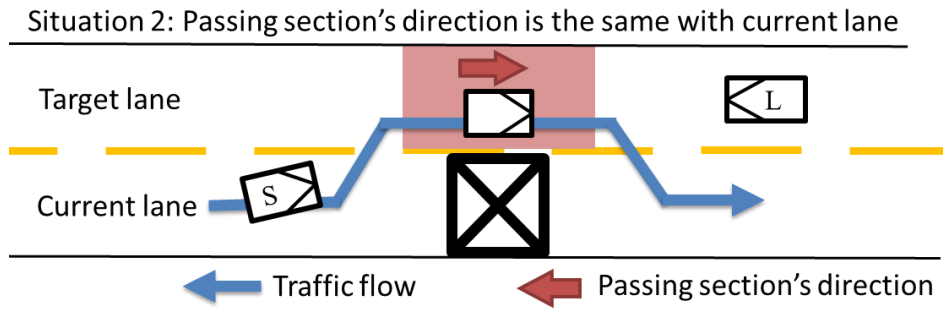 Situation 2: Passing section's direction is the same with current lane
Target lane
L
S
Current lane
Traffic flow
Passing section's direction